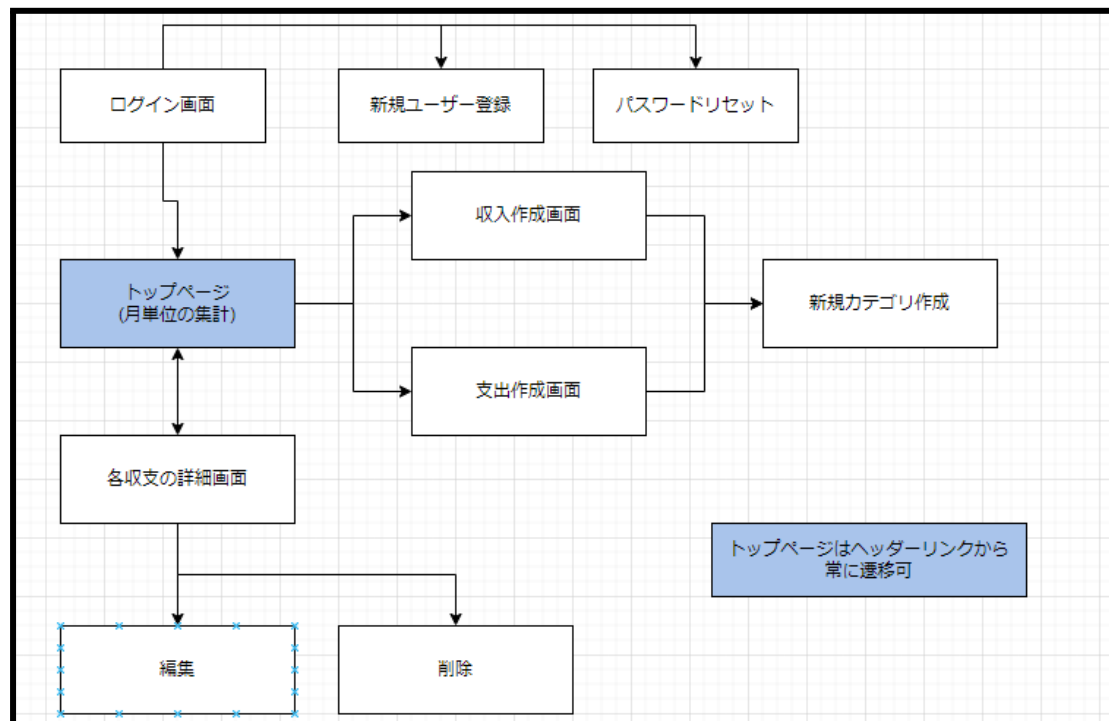 ログイン画面
新規ユーザー登録
パスワードリセット
収入作成画面
トップページ
(月単位の集計)
新規カテゴリ作成
支出作成画面
各収支の詳細画面
トップページはヘッダーリンクから
常に遷移可
編集
削除